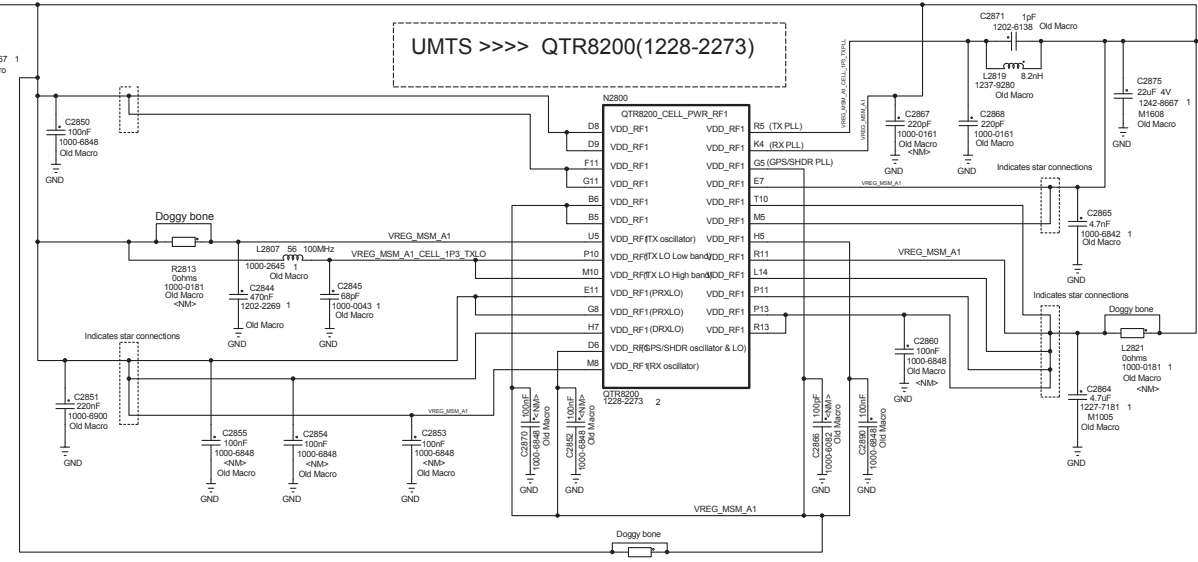 UMTS >>>> QTR8200(1228-2273)
C2871 1pF
1202-6138 Old Macro
L2819 8.2nH
1237-9280
Old Macro
C2875
22uF 4V
1242-8667
M1608
Old Macro
VREG_MSM_A1_CELL_1P3_TXPLL
VREG_MSM_A1
C2867
220pF
1000-0161
Old Macro
<NM>
C2868
220pF
1000-0161
Old Macro
GND
GND
GND
C2850
100nF
1000-6848
Old Macro
GND
N2800
QTR8200_CELL_PWR_RF1
D8 VDD_RF1 VDD_RF1 R5 (TX PLL)
D9 VDD_RF1 VDD_RF1 K4 (RX PLL)
F11 VDD_RF1 VDD_RF1 G5 (GPS/SHDR PLL)
G11 VDD_RF1 VDD_RF1 E7
B6 VDD_RF1 VDD_RF1 T10
B5 VDD_RF1 VDD_RF1 M5
U5 VDD_RF1(TX oscillator) VDD_RF1 H5
P10 VDD_RF1(TX LO Low band) VDD_RF1 R11
M10 VDD_RF1(TX LO High band) VDD_RF1 L14
E11 VDD_RF1(PRXLO) VDD_RF1 P11
G8 VDD_RF1(PRXLO) VDD_RF1 P13
H7 VDD_RF1(DRXLO) VDD_RF1 R13
D6 VDD_RF1(GPS/SHDR oscillator & LO)
M8 VDD_RF1(RX oscillator)
QTR8200
1228-2273 2
Indicates star connections
VREG_MSM_A1
C2865
4.7nF
1000-6842 1
Old Macro
GND
Doggy bone
VREG_MSM_A1
L2807 56 100MHz
1000-2645 1
Old Macro
VREG_MSM_A1_CELL_1P3_TXLO
R2813
0ohms
1000-0181
Old Macro
<NM>
C2844
470nF
1202-2269 1
Old Macro
GND
C2845
68pF
1000-0043 1
Old Macro
GND
VREG_MSM_A1
Indicates star connections
Doggy bone
L2821
0ohms
1000-0181 1
Old Macro
<NM>
C2860
100nF
1000-6848
Old Macro
<NM>
GND
C2864
4.7uF
1227-7181 1
M1005
Old Macro
GND
Indicates star connections
C2851
220nF
1000-6900
Old Macro
GND
VREG_MSM_A1
C2855
100nF
1000-6848
<NM>
Old Macro
GND
C2854
100nF
1000-6848
<NM>
Old Macro
GND
C2853
100nF
1000-6848
<NM>
Old Macro
GND
C2870 100nF
1000-6848 <NM>
Old Macro
GND
C2852 100nF
1000-6848 <NM>
Old Macro
GND
C2866 100pF
1000-6082 <NM>
Old Macro
GND
C2890 100nF
1000-6848
Old Macro
GND
VREG_MSM_A1
Doggy bone